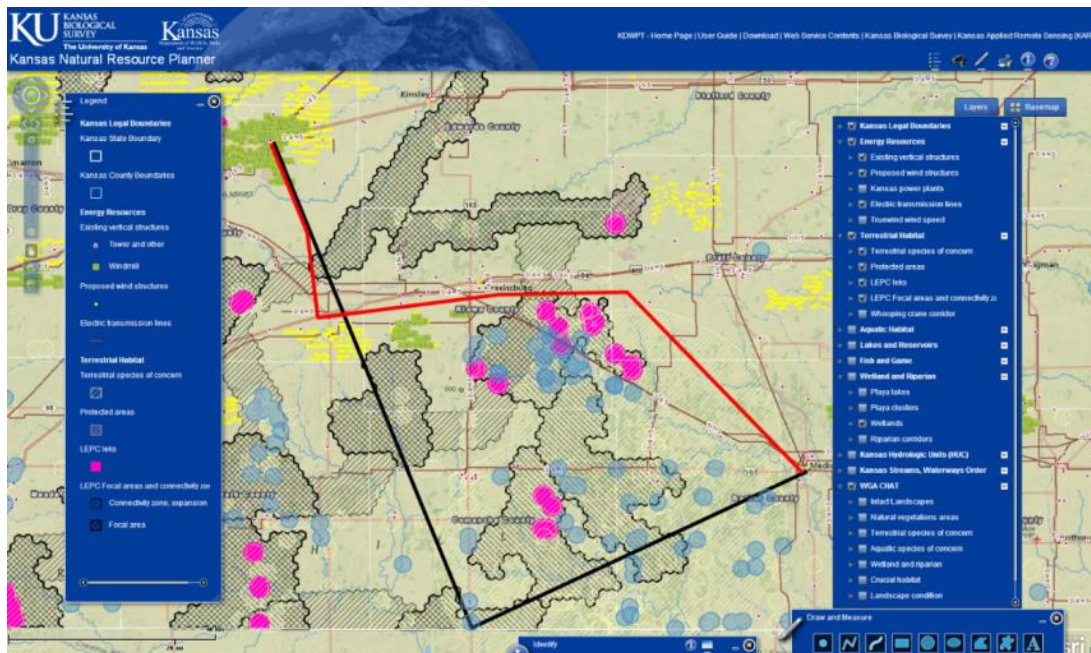 KU
KANSAS
BIOLOGICAL
SURVEY
The University of Kansas
Kansas
Kansas Natural Resource Planner
KDWPT - Home Page | User Guide | Download | Web Service Contents | Kansas Biological Survey | Kansas Applied Remote Sensing (KAR
Layers
Basemap
Legend
Kansas Legal Boundaries
Kansas State Boundary
Kansas County Boundaries
Energy Resources
Existing vertical structures
Tower and other
Windmill
Proposed wind structures
Electric transmission lines
Terrestrial Habitat
Terrestrial species of concern
Protected areas
LEPC leks
LEPC Focal areas and connectivity zo
Connectivity zone; expansion
Focal area
Kansas Legal Boundaries
Energy Resources
Existing vertical structures
Proposed wind structures
Kansas power plants
Electric transmission lines
Truewind wind speed
Terrestrial Habitat
Terrestrial species of concern
Protected areas
LEPC leks
LEPC Focal areas and connectivity zo
Whooping crane corridor
Aquatic Habitat
Lakes and Reservoirs
Fish and Game
Wetland and Riparian
Playa lakes
Playa clusters
Wetlands
Riparian corridors
Kansas Hydrologic Units (HUC)
Kansas Streams, Waterways Order
WGA CHAT
Intact Landscapes
Natural vegetations areas
Terrestrial species of concern
Aquatic species of concern
Wetland and riparian
Crucial habitat
Landscape condition
Kinsley
Edwards County
Stafford County
50
183
Pratt County
400
Greensburg
Kiowa County
Comanche County
Cimarron
Gray County
Identify
Draw and Measure
A